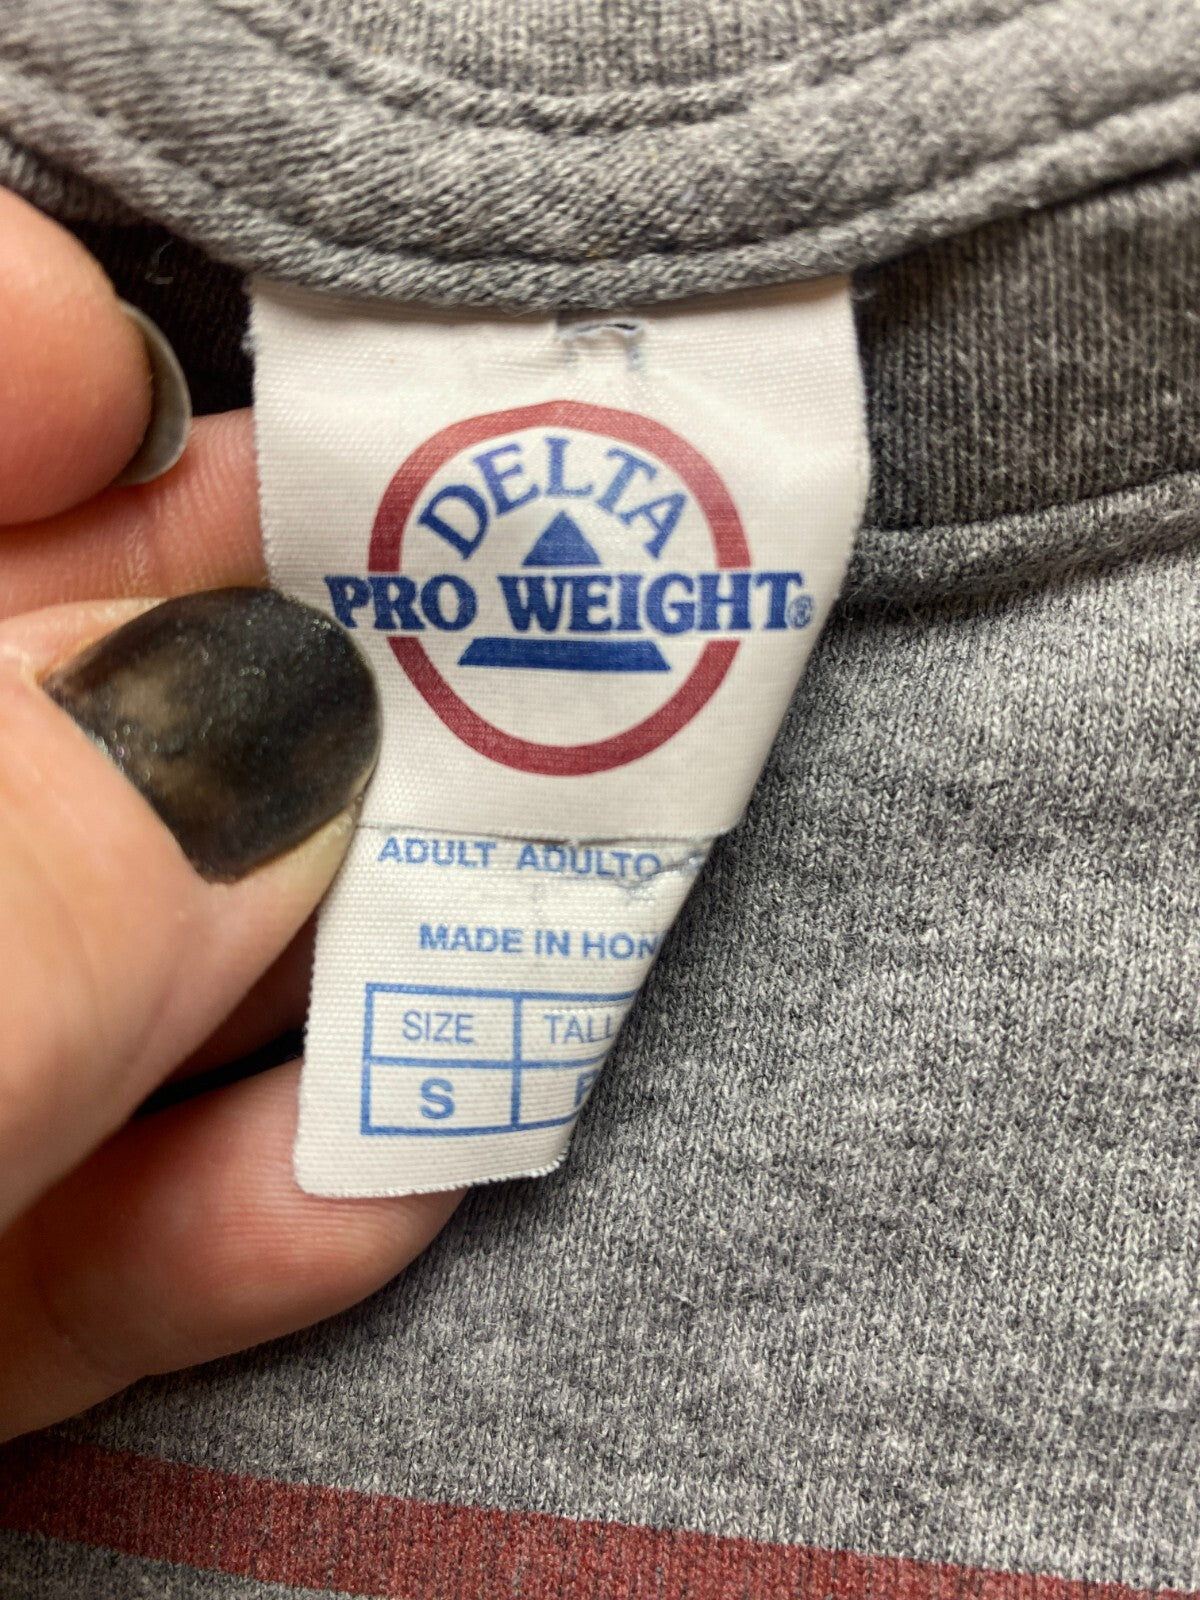 DELTA
PRO WEIGHT®
ADULT ADULTO
MADE IN HON
SIZE TALL
S P